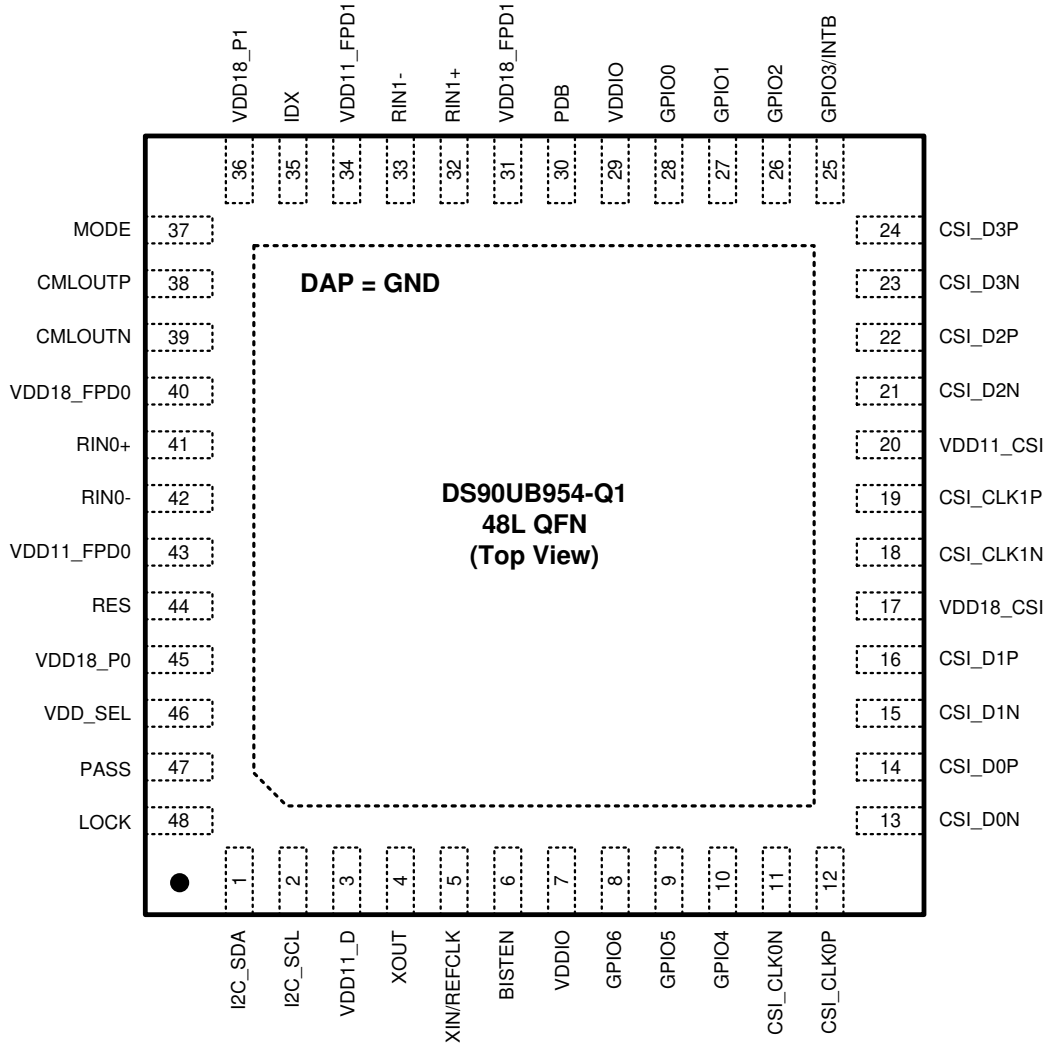 VDD18_P1
IDX
VDD11_FPD1
RIN1-
RIN1+
VDD18_FPD1
PDB
VDDIO
GPIO0
GPIO1
GPIO2
GPIO3/INTB
36
35
34
33
32
31
30
29
28
27
26
25
MODE 37
CMLOUTP 38
CMLOUTN 39
VDD18_FPD0 40
RIN0+ 41
RIN0- 42
VDD11_FPD0 43
RES 44
VDD18_P0 45
VDD_SEL 46
PASS 47
LOCK 48
DAP = GND
DS90UB954-Q1
48L QFN
(Top View)
24 CSI_D3P
23 CSI_D3N
22 CSI_D2P
21 CSI_D2N
20 VDD11_CSI
19 CSI_CLK1P
18 CSI_CLK1N
17 VDD18_CSI
16 CSI_D1P
15 CSI_D1N
14 CSI_D0P
13 CSI_D0N
1
2
3
4
5
6
7
8
9
10
11
12
I2C_SDA
I2C_SCL
VDD11_D
XOUT
XIN/REFCLK
BISTEN
VDDIO
GPIO6
GPIO5
GPIO4
CSI_CLK0N
CSI_CLK0P